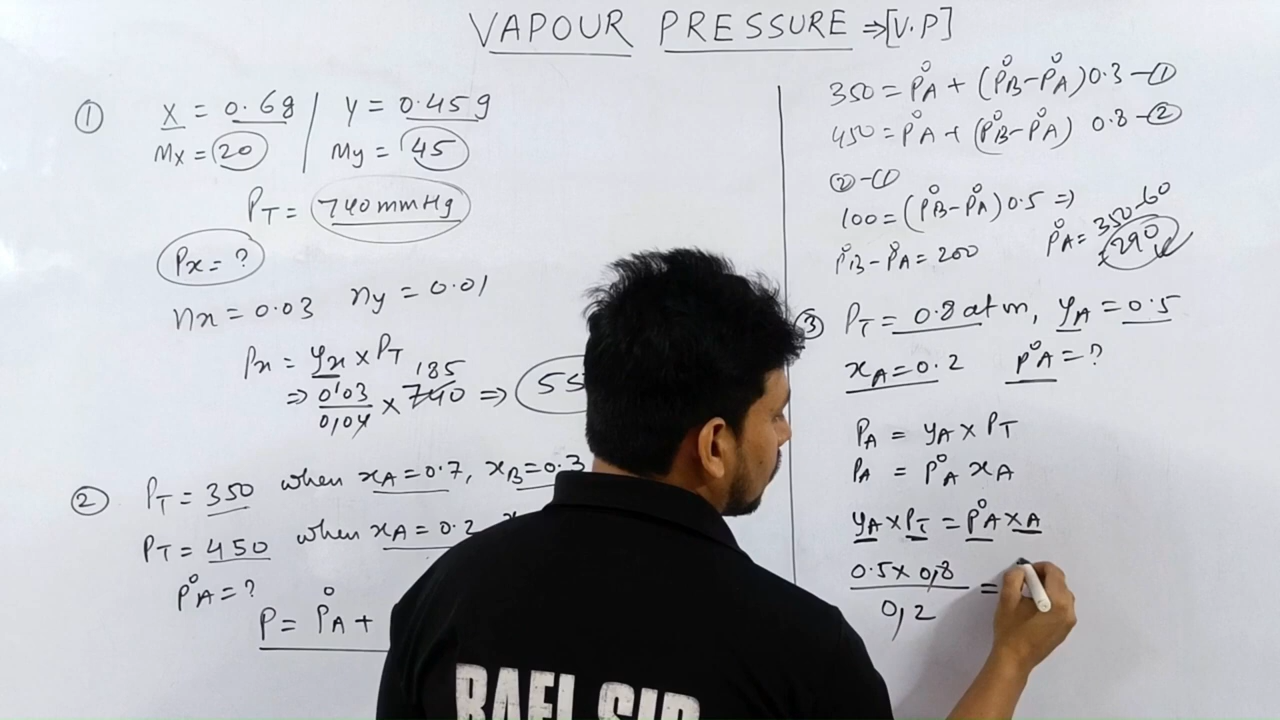 VAPOUR PRESSURE ⇒[V.P]
① X = 0.6g / Y = 0.45g
Mx = 20 My = 45
PT = 740mmHg
Px = ?
nx = 0.03 ny = 0.01
Px = yx × PT
⇒ 0.03/0.04 × 740 185 ⇒ 55
② PT = 350 when xA = 0.7, xB = 0.3
PT = 450 when xA = 0.2
P°A = ?
P = P°A +
350 = P°A + (P°B - P°A) 0.3 - ①
450 = P°A + (P°B - P°A) 0.8 - ②
② - ①
100 = (P°B - P°A) 0.5 ⇒
P°B - P°A = 200
P°A = 350-60
290
③ PT = 0.8 atm, yA = 0.5
xA = 0.2 P°A = ?
PA = yA × PT
PA = P°A xA
yA × PT = P°A × A
0.5 × 0.8
0.2
=
RAFI SIR